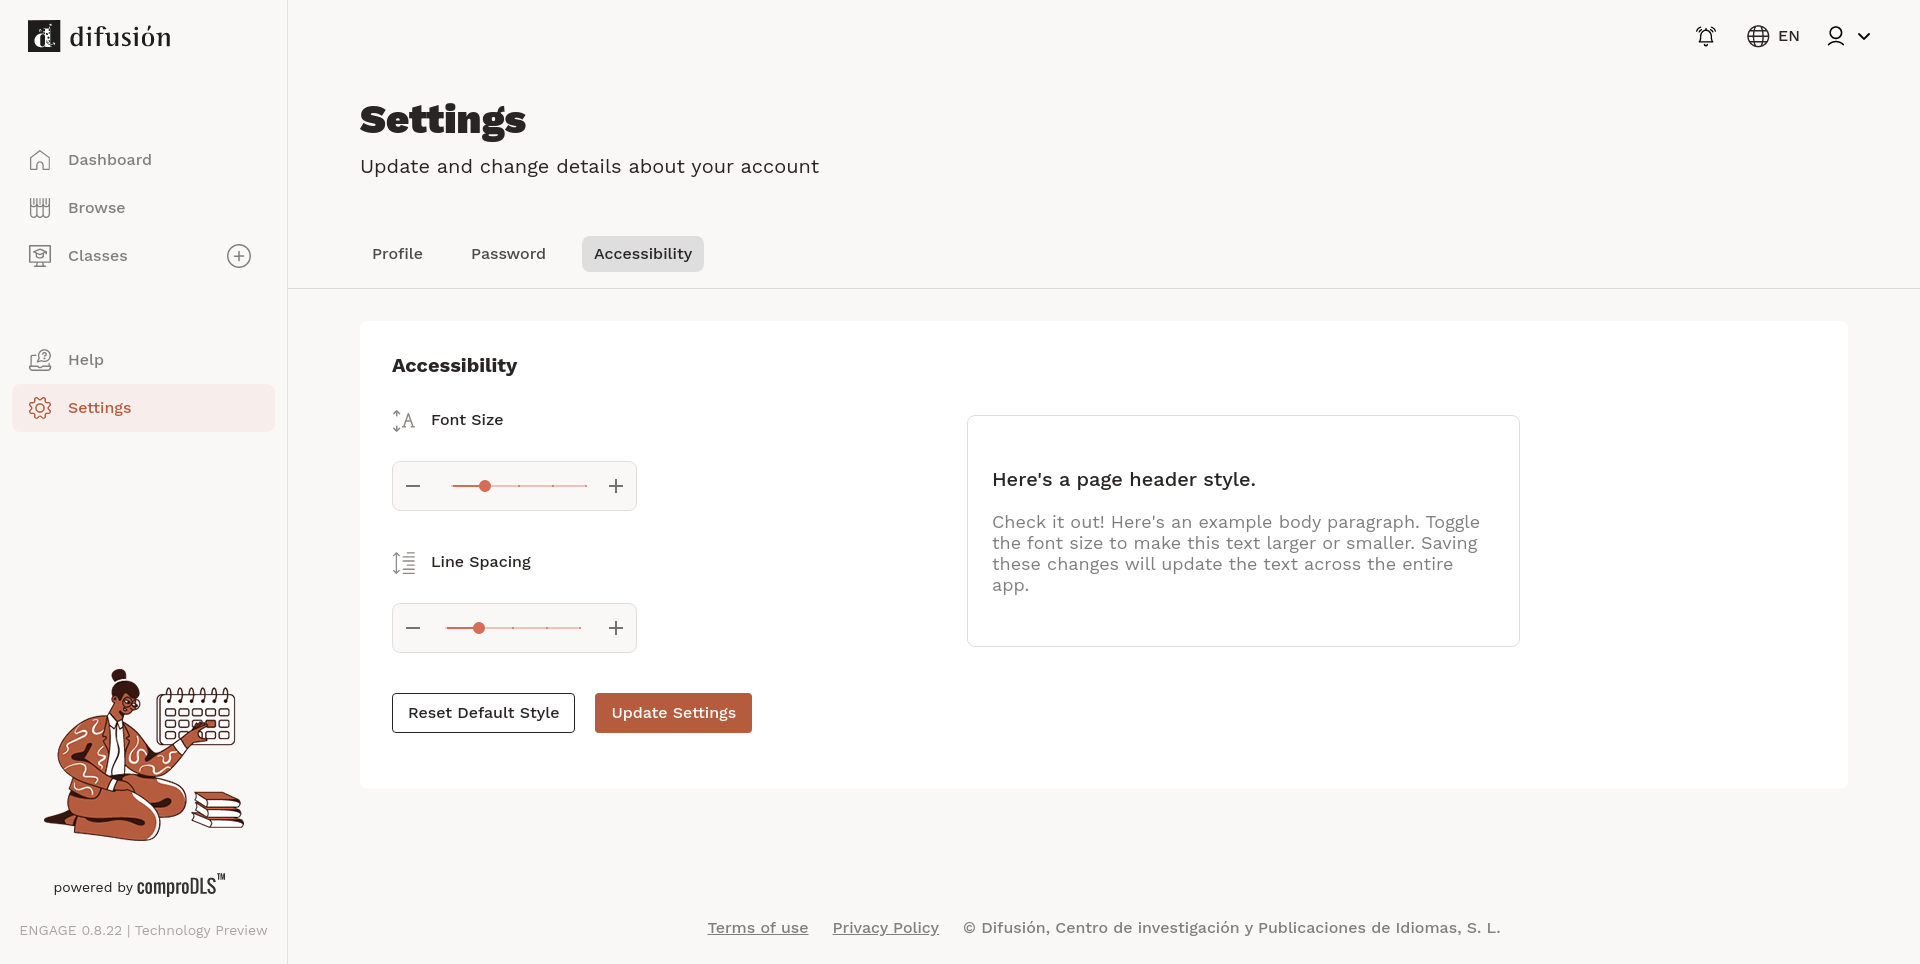 difusión
EN
Settings
Update and change details about your account
Dashboard
Browse
Classes
Help
Settings
Profile
Password
Accessibility
Accessibility
Font Size
Line Spacing
Reset Default Style
Update Settings
Here's a page header style.
Check it out! Here's an example body paragraph. Toggle
the font size to make this text larger or smaller. Saving
these changes will update the text across the entire
app.
powered by comproDLS™
ENGAGE 0.8.22 | Technology Preview
Terms of use
Privacy Policy
© Difusión, Centro de investigación y Publicaciones de Idiomas, S. L.